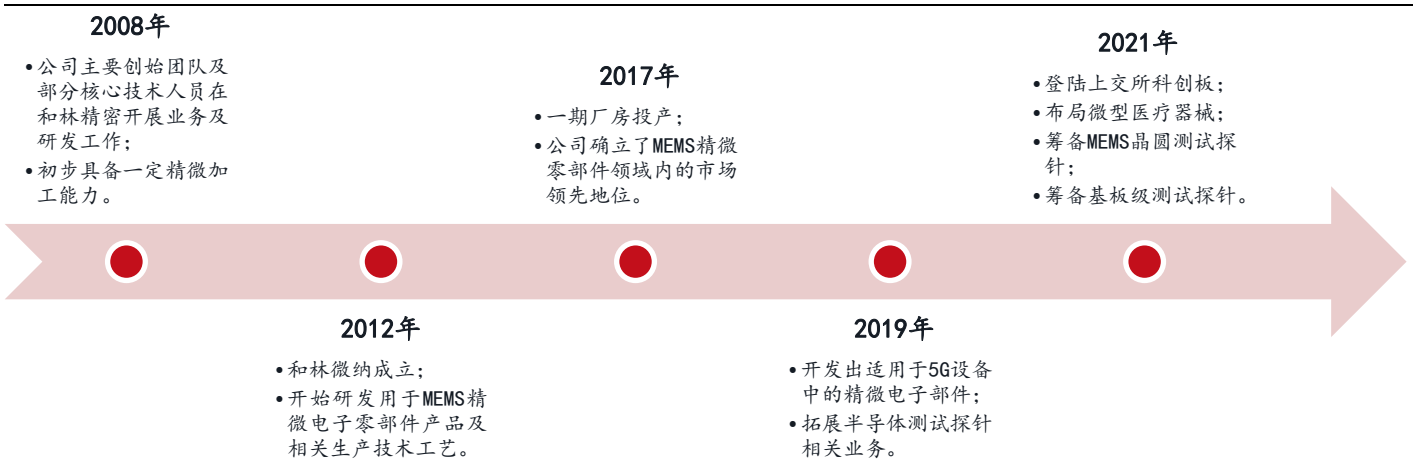 2008年
•公司主要创始团队及
部分核心技术人员在
和林精密开展业务及
研发工作；
•初步具备一定精微加
工能力。
2012年
•和林微纳成立；
•开始研发用于MEMS精
微电子零部件产品及
相关生产技术工艺。
2017年
•一期厂房投产；
•公司确立了MEMS精微
零部件领域内的市场
领先地位。
2019年
•开发出适用于5G设备
中的精微电子部件；
•拓展半导体测试探针
相关业务。
2021年
•登陆上交所科创板；
•布局微型医疗器械；
•筹备MEMS晶圆测试探
针；
•筹备基板级测试探针。